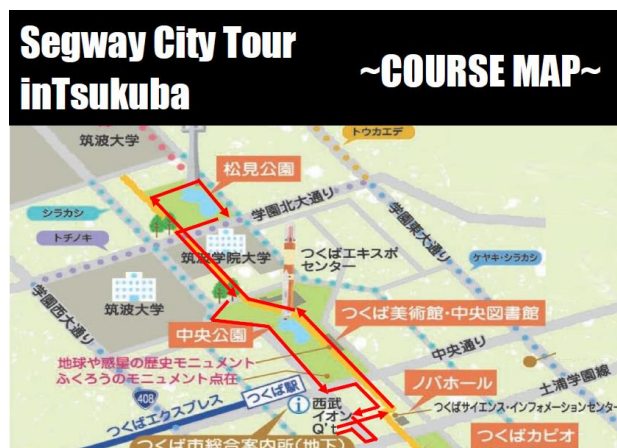 Segway City Tour
inTsukuba
~COURSE MAP~
筑波大学
トウカエデ
松見公園
シラカシ
学園北大通り
トチノキ
学園東大通り
筑波学院大学
つくばエキスポ
センター
ケヤキ・シラカシ
学園西大通り
筑波大学
つくば美術館・中央図書館
中央公園
中央通り
地球や惑星の歴史モニュメント
ふくろうのモニュメント点在
土浦学園線
408
つくば駅
ノバホール
つくばエクスプレス
i
西武
イオン
Q't
つくばサイエンス・インフォメーションセンター
つくば市総合案内所(地下)
つくばカピオ